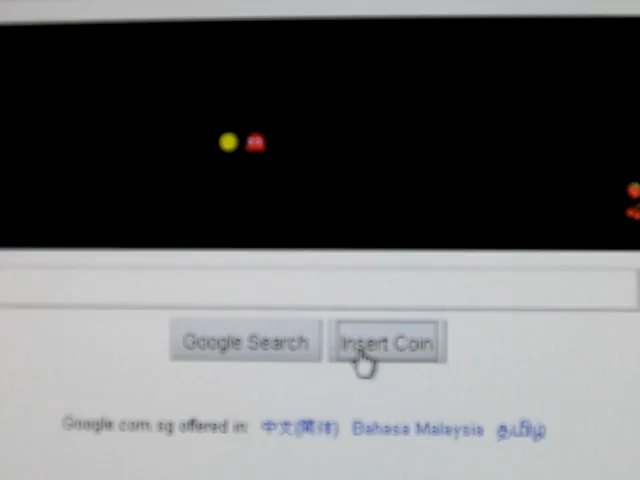 Google Search Insert Coin
Google.com.sg offered in: 中文(简体) Bahasa Malaysia தமிழ்